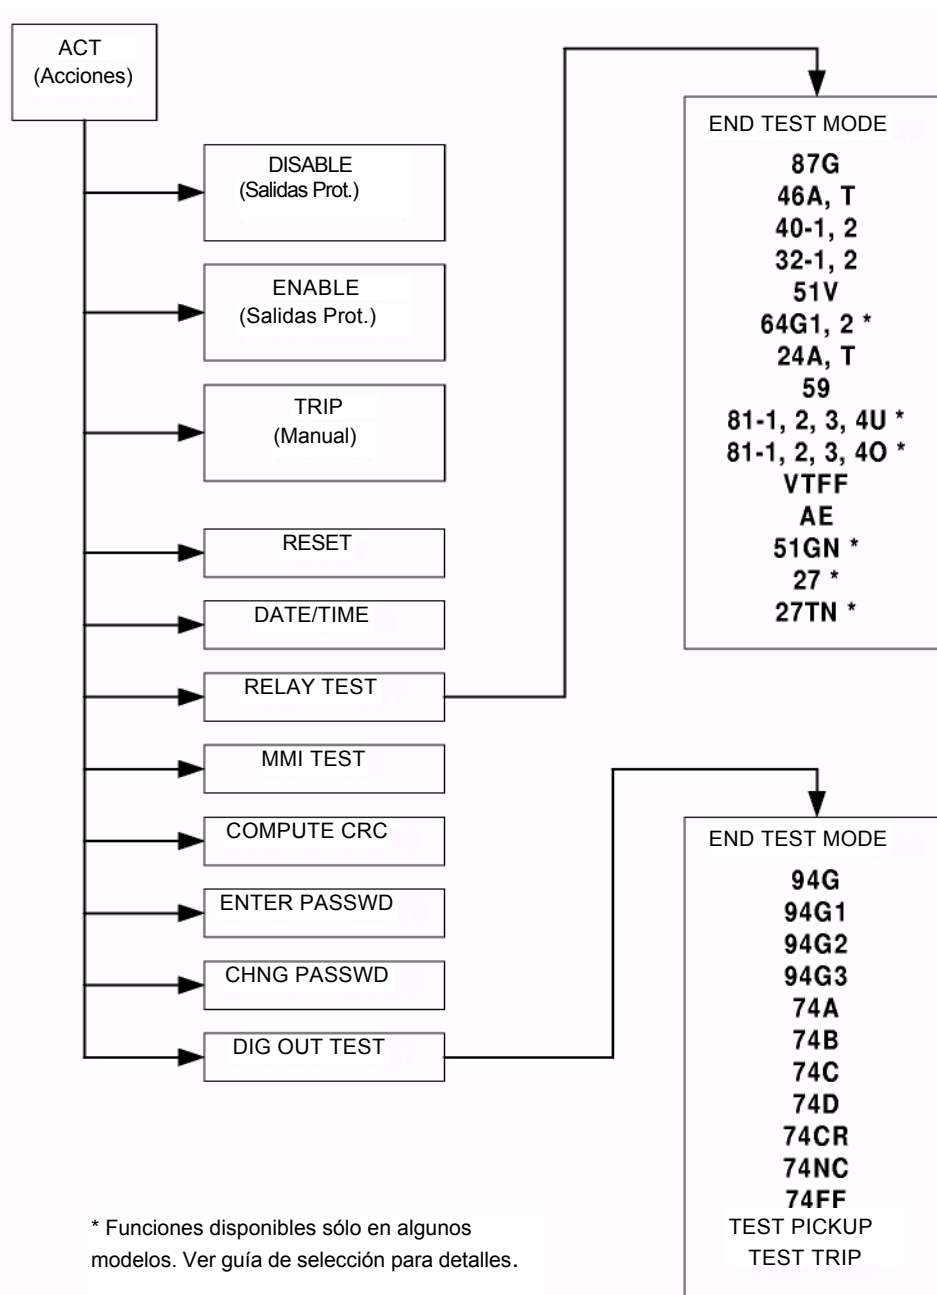 ACT
(Acciones)
DISABLE
(Salidas Prot.)
ENABLE
(Salidas Prot.)
TRIP
(Manual)
RESET
DATE/TIME
RELAY TEST
MMI TEST
COMPUTE CRC
ENTER PASSWD
CHNG PASSWD
DIG OUT TEST
END TEST MODE
87G
46A, T
40-1, 2
32-1, 2
51V
64G1, 2 *
24A, T
59
81-1, 2, 3, 4U *
81-1, 2, 3, 4O *
VTFF
AE
51GN *
27 *
27TN *
END TEST MODE
94G
94G1
94G2
94G3
74A
74B
74C
74D
74CR
74NC
74FF
TEST PICKUP
TEST TRIP
* Funciones disponibles sólo en algunos
modelos. Ver guía de selección para detalles.